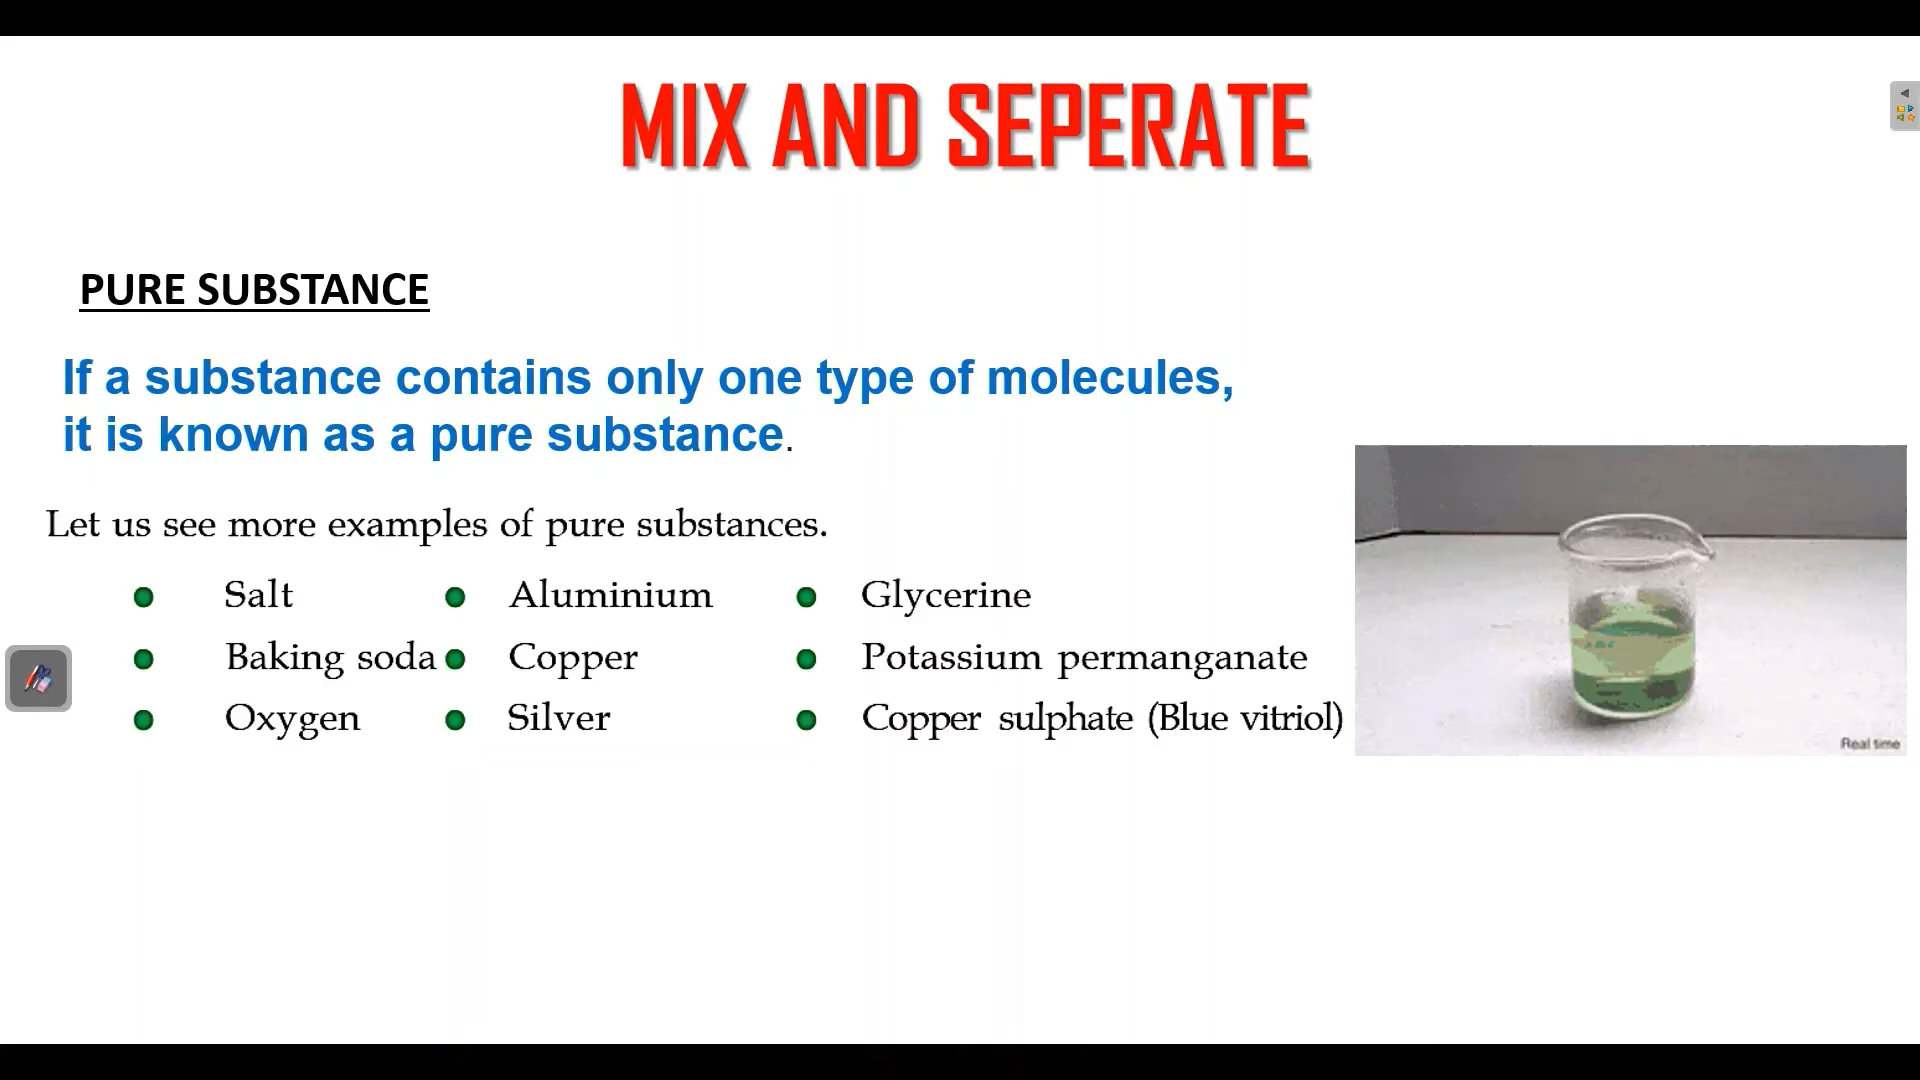 MIX AND SEPERATE
PURE SUBSTANCE
If a substance contains only one type of molecules,
it is known as a pure substance.
Let us see more examples of pure substances.
Salt Aluminium Glycerine
Baking soda Copper Potassium permanganate
Oxygen Silver Copper sulphate (Blue vitriol)
Real time